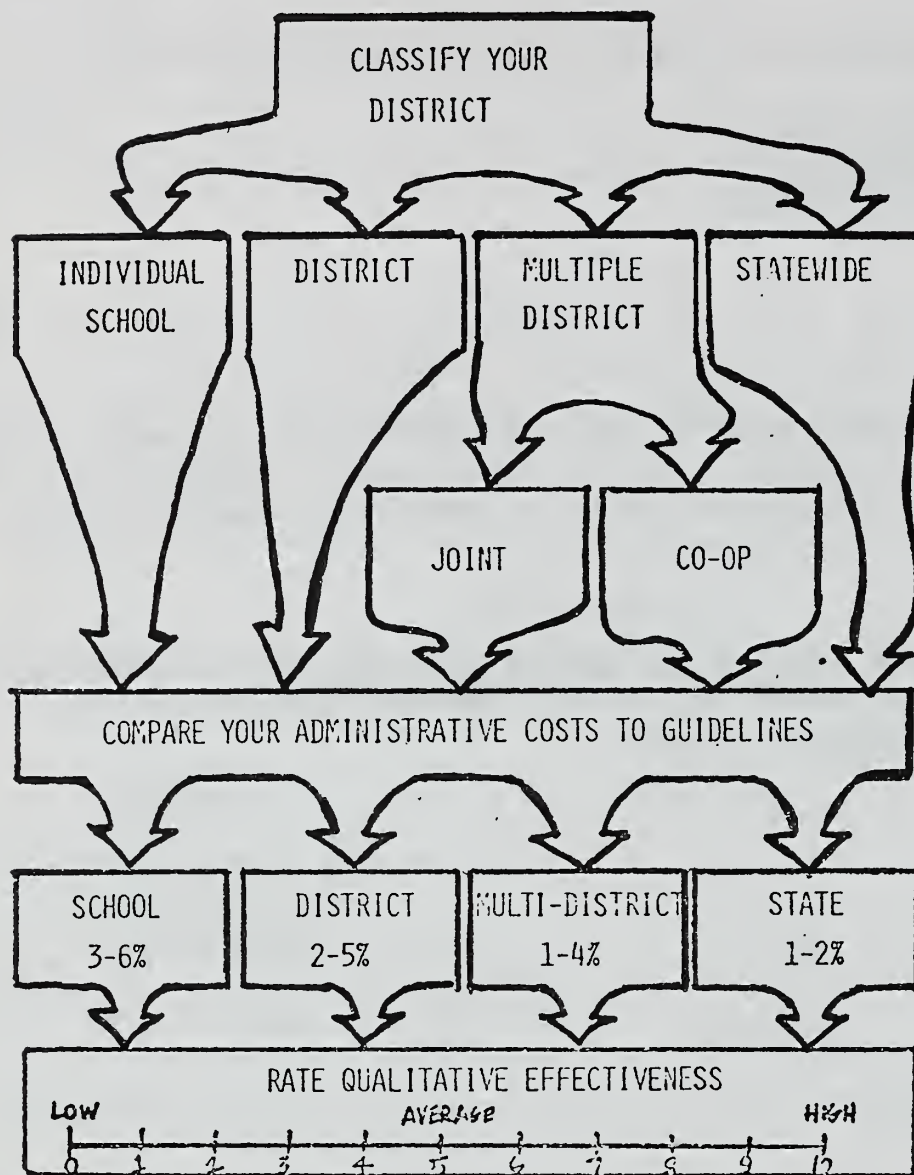 CLASSIFY YOUR
DISTRICT
INDIVIDUAL
SCHOOL
DISTRICT
MULTIPLE
DISTRICT
STATEWIDE
JOINT
CO-OP
COMPARE YOUR ADMINISTRATIVE COSTS TO GUIDELINES
SCHOOL
3-6%
DISTRICT
2-5%
MULTI-DISTRICT
1-4%
STATE
1-2%
RATE QUALITATIVE EFFECTIVENESS
LOW AVERAGE HIGH
0 1 2 3 4 5 6 7 8 9 10